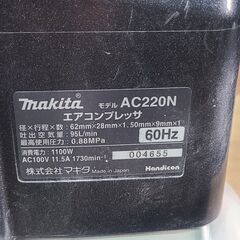 makita モデル AC220N
エアコンプレッサ
径×行程×数：62mm×28mm×1.50mm×9mm×1
吐出空気量：95L/min
最高使用圧力：0.88MPa
60Hz
消費電力：1100W
AC100V 11.5A 1730min⁻¹
004655
株式会社マキタ Made in Japan Handicon